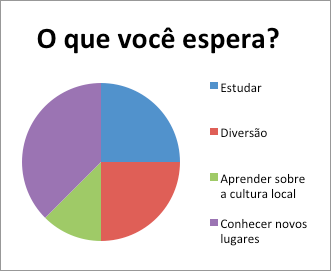 O que você espera?
Estudar
Diversão
Aprender sobre
a cultura local
Conhecer novos
lugares